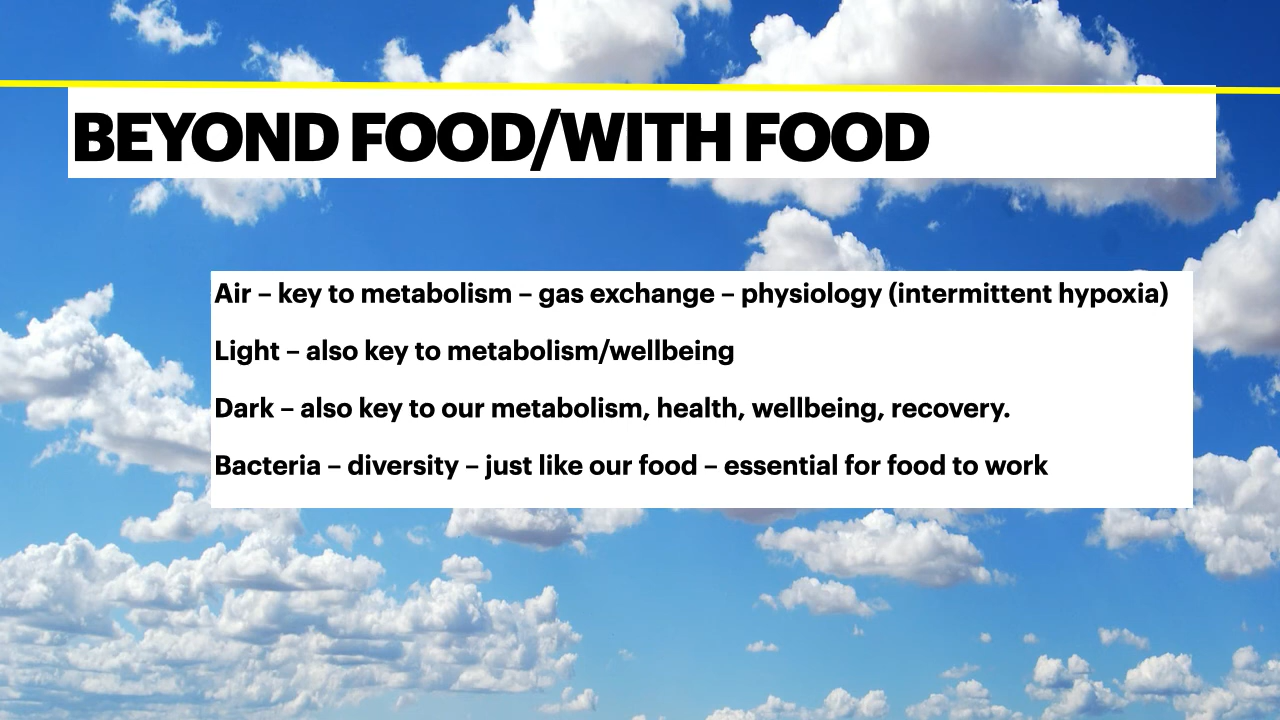 BEYOND FOOD/WITH FOOD
Air – key to metabolism – gas exchange – physiology (intermittent hypoxia)
Light – also key to metabolism/wellbeing
Dark – also key to our metabolism, health, wellbeing, recovery.
Bacteria – diversity – just like our food – essential for food to work